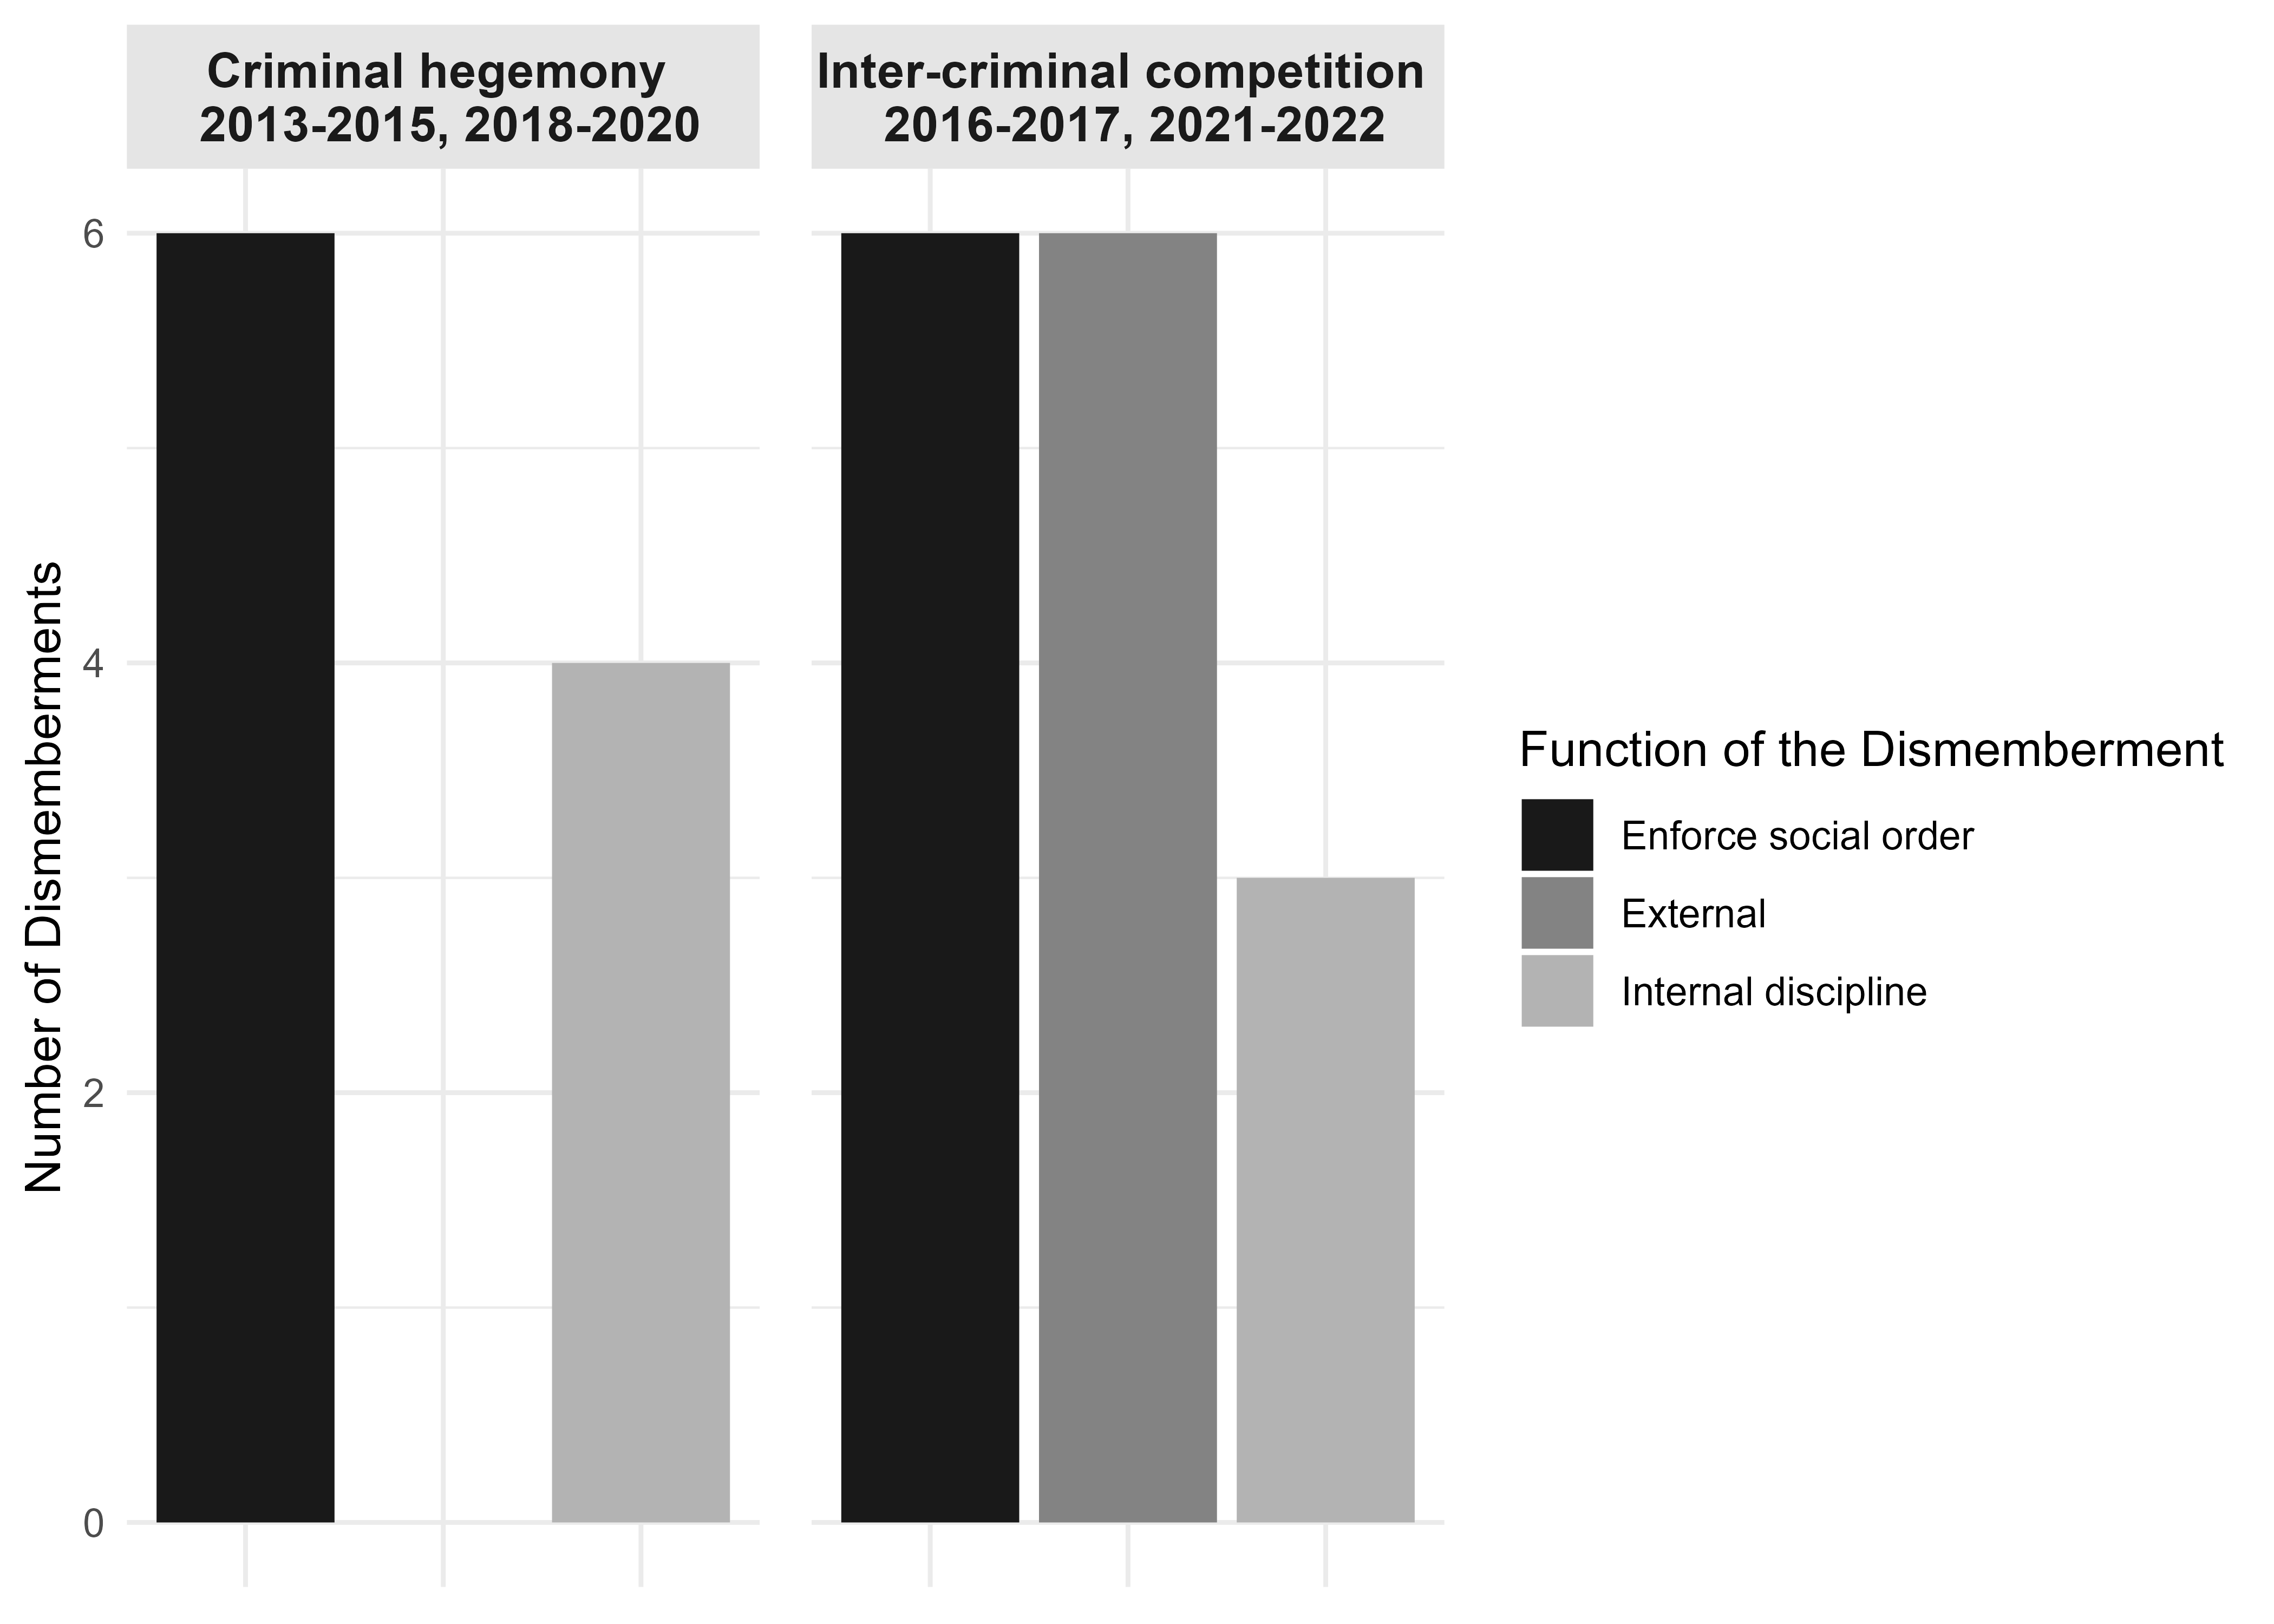 Criminal hegemony
2013-2015, 2018-2020
Inter-criminal competition
2016-2017, 2021-2022
6
4
2
0
Number of Dismemberments
Function of the Dismemberment
Enforce social order
External
Internal discipline